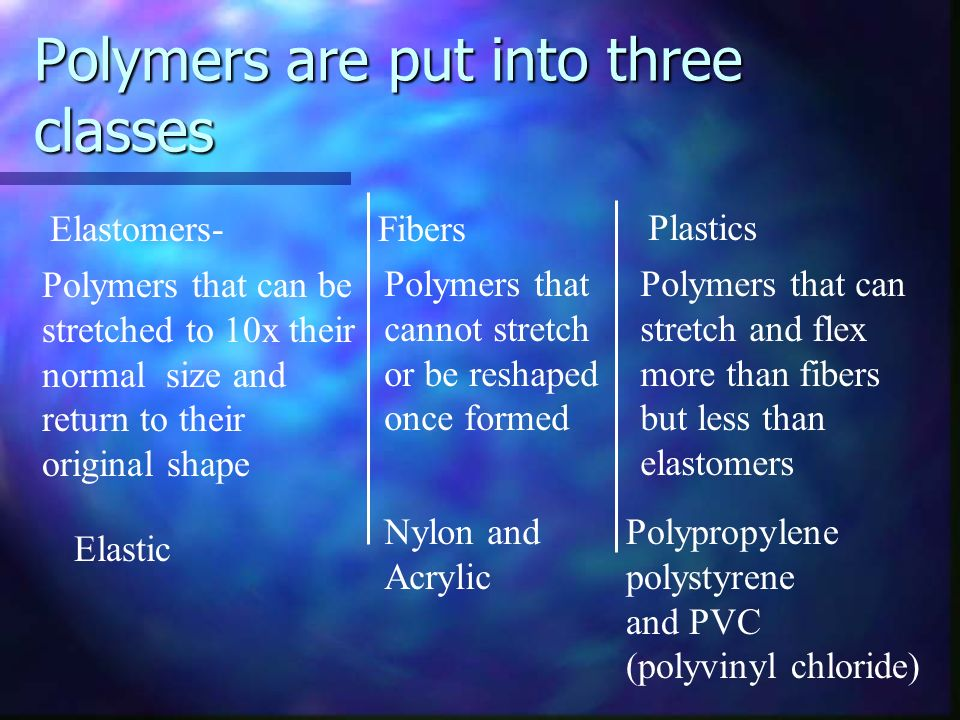 Polymers are put into three
classes
Elastomers-
Polymers that can be
stretched to 10x their
normal size and
return to their
original shape
Elastic
Fibers
Polymers that
cannot stretch
or be reshaped
once formed
Nylon and
Acrylic
Plastics
Polymers that can
stretch and flex
more than fibers
but less than
elastomers
Polypropylene
polystyrene
and PVC
(polyvinyl chloride)